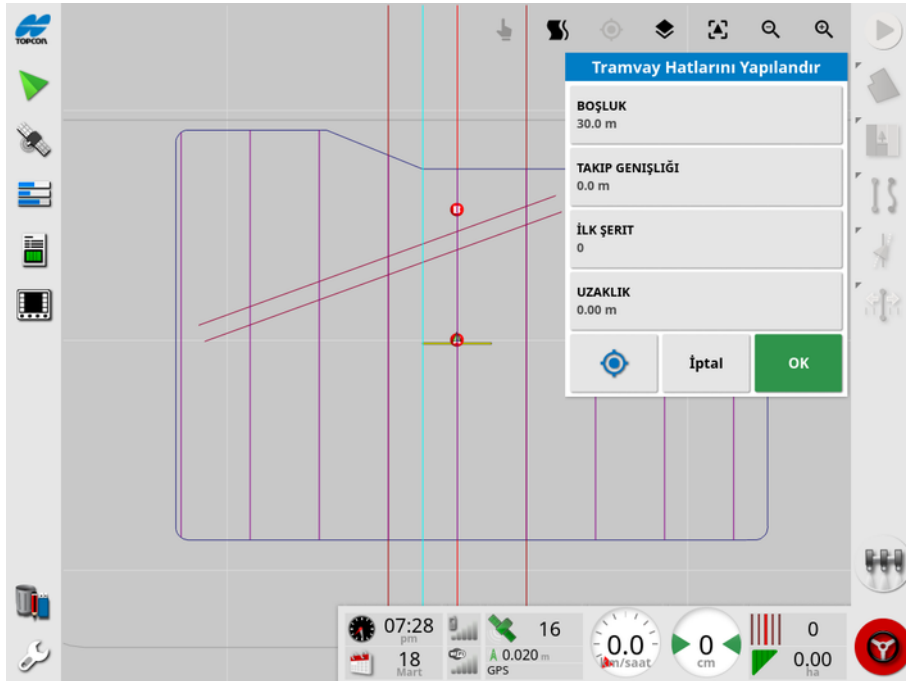 TOPCON
Tramvay Hatlarını Yapılandır
BOŞLUK
30.0 m
TAKIP GENIŞLIĞI
0.0 m
İLK ŞERIT
0
UZAKLIK
0.00 m
İptal
OK
07:28
pm
18
Mart
16
0.020 m
GPS
0.0
km/saat
0
cm
0
0.00
ha